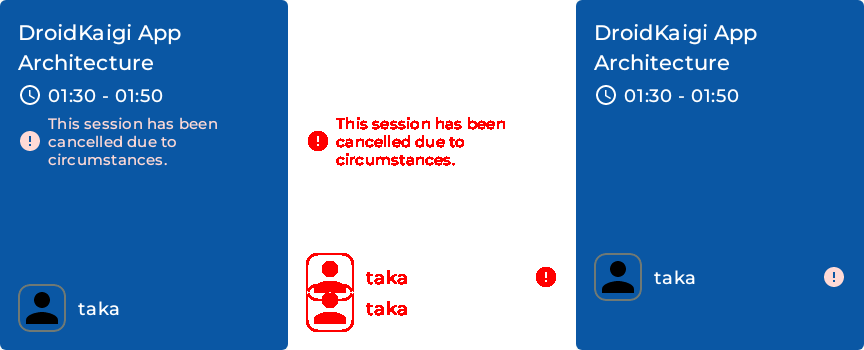 DroidKaigi App
Architecture
01:30 - 01:50
This session has been
cancelled due to
circumstances.
taka
This session has been
cancelled due to
circumstances.
taka
taka
DroidKaigi App
Architecture
01:30 - 01:50
taka